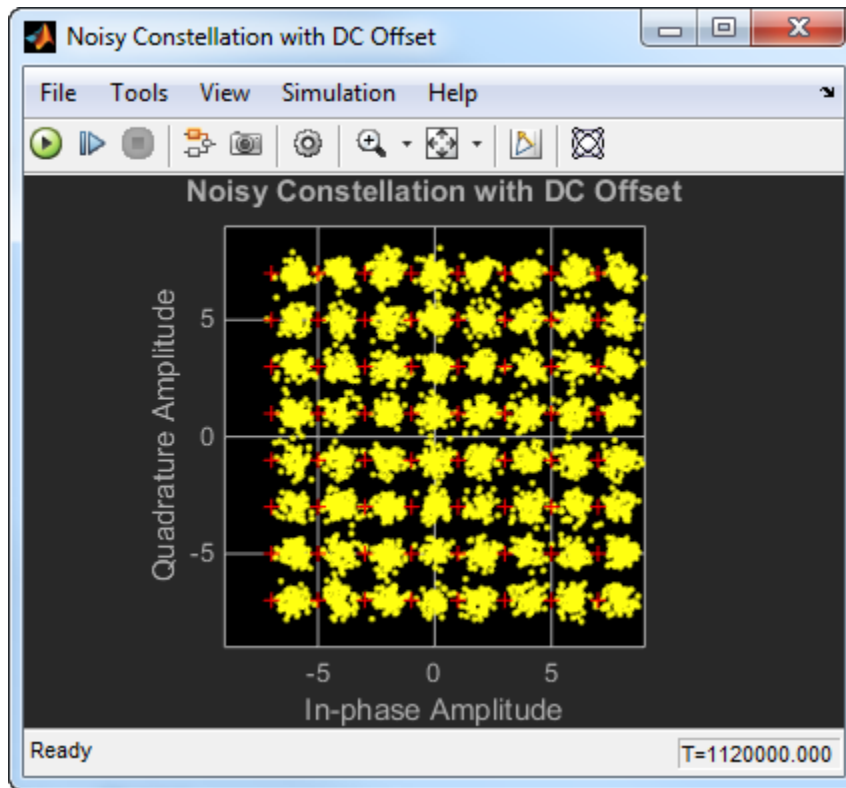 Noisy Constellation with DC Offset
File Tools View Simulation Help
Noisy Constellation with DC Offset
Quadrature Amplitude
5
0
-5
-5 0 5
In-phase Amplitude
Ready
T=1120000.000